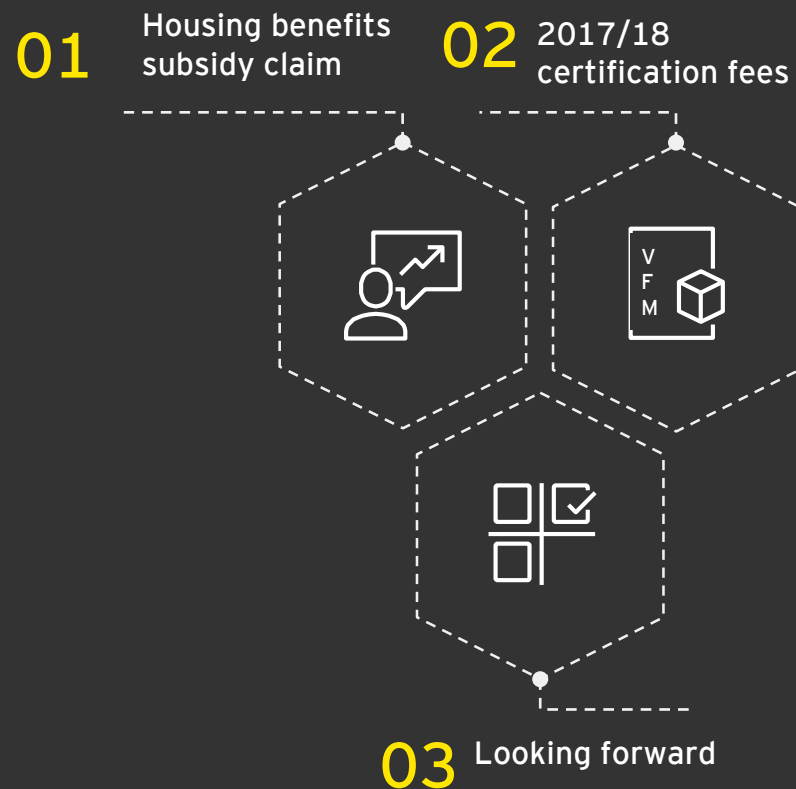 01
Housing benefits
subsidy claim
02
2017/18
certification fees
V
F
M
03
Looking forward